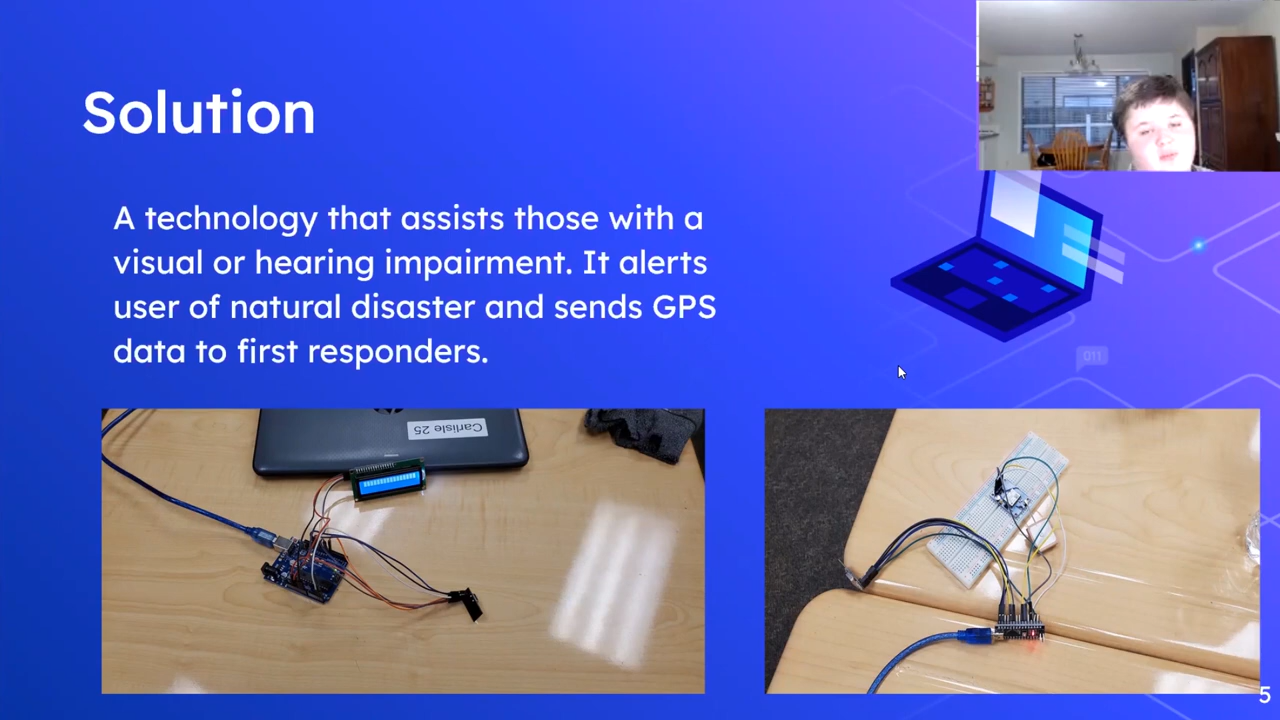 Solution
A technology that assists those with a
visual or hearing impairment. It alerts
user of natural disaster and sends GPS
data to first responders.
011
Carlisle 25
5